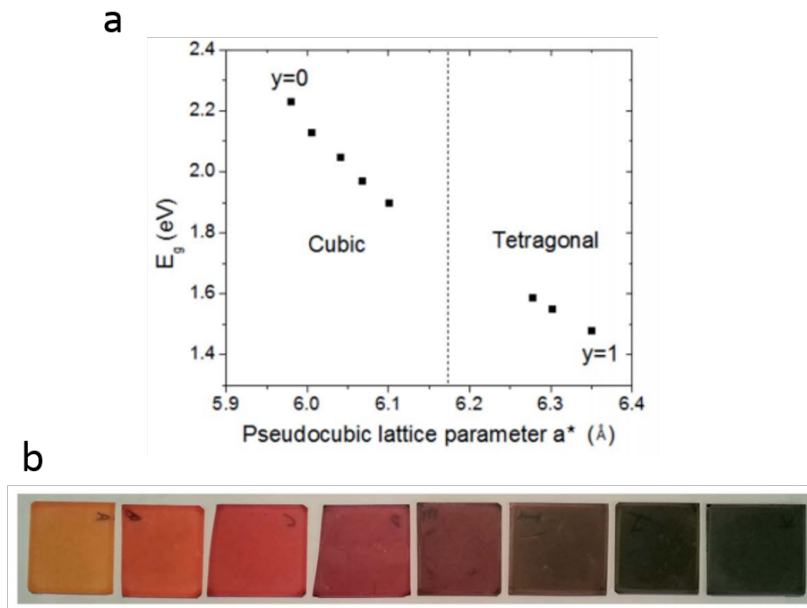 a
2.4
2.2
2.0
1.8
1.6
1.4
E_g (eV)
y=0
Cubic
Tetragonal
y=1
5.9 6.0 6.1 6.2 6.3 6.4
Pseudocubic lattice parameter a* (Å)
b